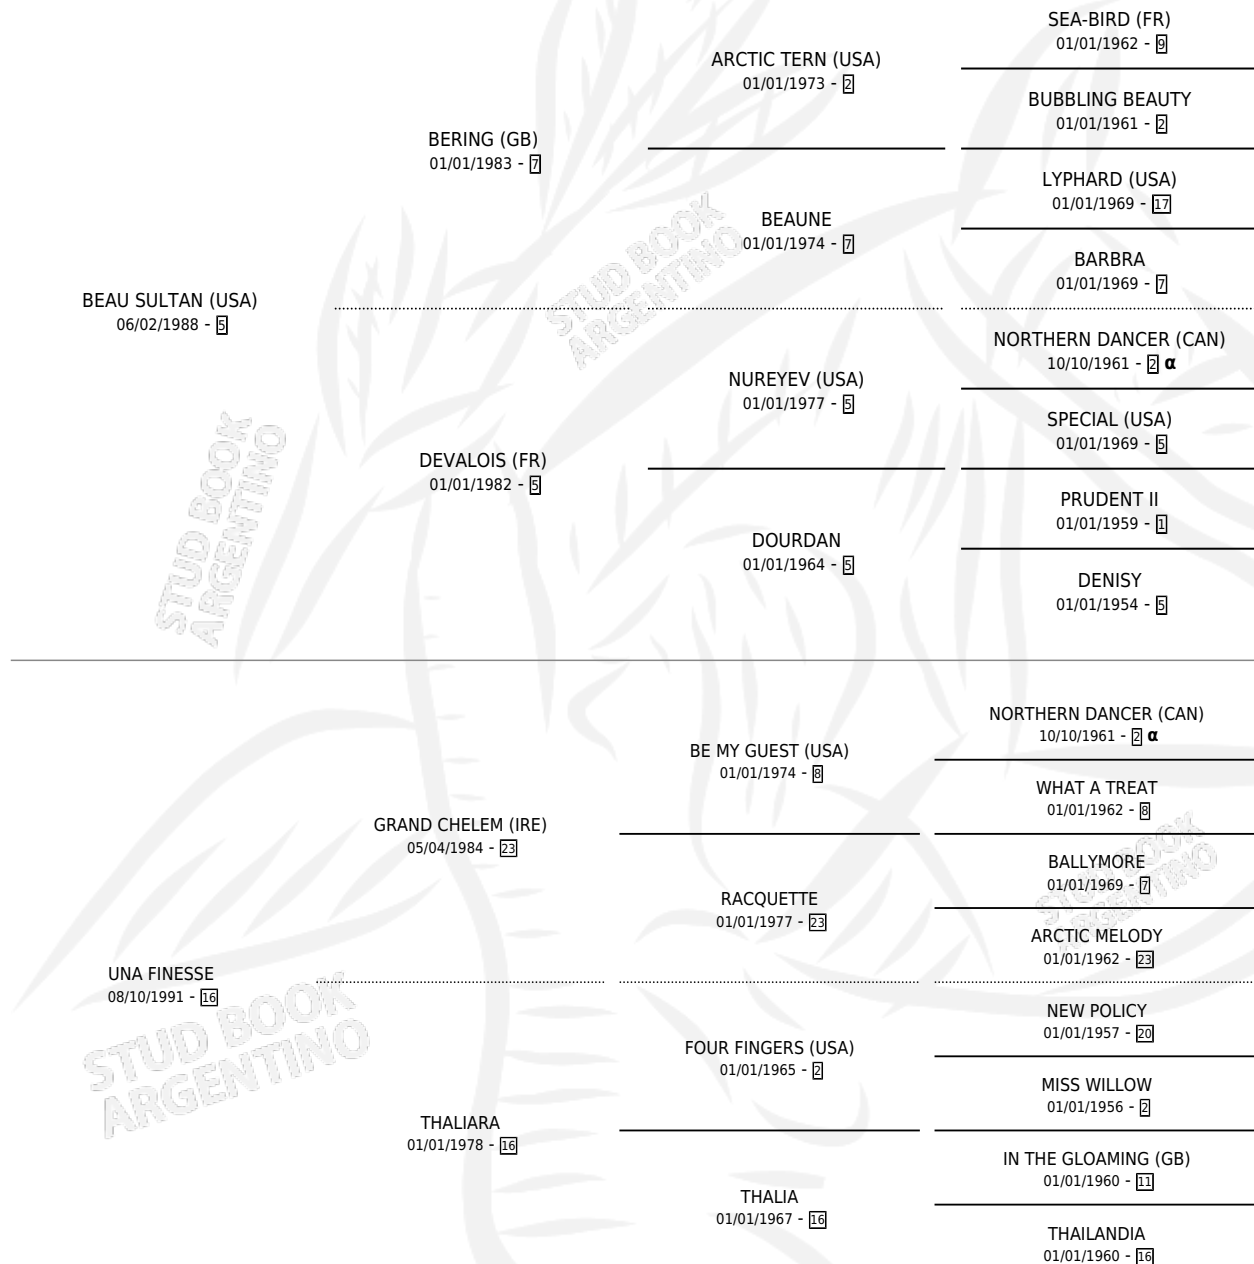 SEA-BIRD (FR)
01/01/1962 - 9
ARCTIC TERN (USA)
01/01/1973 - 2
BUBBLING BEAUTY
01/01/1961 - 2
BERING (GB)
01/01/1983 - 7
LYPHARD (USA)
01/01/1969 - 17
BEAUNE
01/01/1974 - 7
BARBRA
01/01/1969 - 7
BEAU SULTAN (USA)
06/02/1988 - 5
NORTHERN DANCER (CAN)
10/10/1961 - 2 α
NUREYEV (USA)
01/01/1977 - 5
SPECIAL (USA)
01/01/1969 - 5
DEVALOIS (FR)
01/01/1982 - 5
PRUDENT II
01/01/1959 - 1
DOURDAN
01/01/1964 - 5
DENISY
01/01/1954 - 5
STUD BOOK
ARGENTINO
STUD BOOK
ARGENTINO
NORTHERN DANCER (CAN)
10/10/1961 - 2 α
BE MY GUEST (USA)
01/01/1974 - 8
WHAT A TREAT
01/01/1962 - 8
GRAND CHELEM (IRE)
05/04/1984 - 23
BALLYMORE
01/01/1969 - 7
RACQUETTE
01/01/1977 - 23
ARCTIC MELODY
01/01/1962 - 23
STUD BOOK
ARGENTINO
UNA FINESSE
08/10/1991 - 16
NEW POLICY
01/01/1957 - 20
FOUR FINGERS (USA)
01/01/1965 - 2
MISS WILLOW
01/01/1956 - 2
THALIARA
01/01/1978 - 16
IN THE GLOAMING (GB)
01/01/1960 - 11
THALIA
01/01/1967 - 16
THAILANDIA
01/01/1960 - 16
STUD BOOK
ARGENTINO